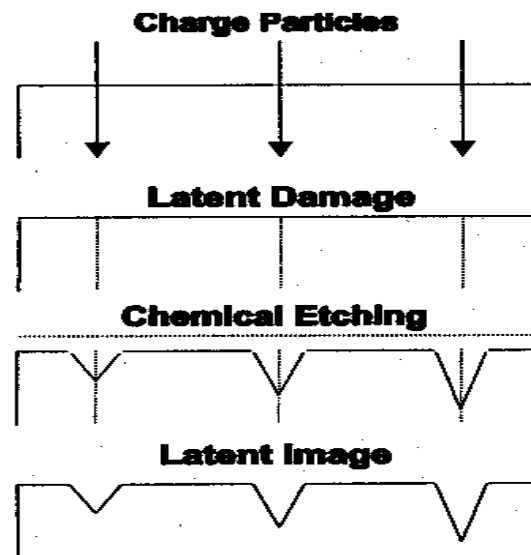 Charge Particles
Latent Damage
Chemical Etching
Latent Image